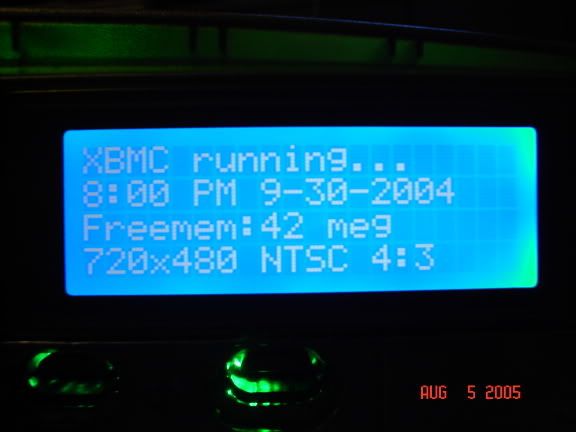 XBMC running...
8:00 PM 9-30-2004
Freemem:42 meg
720x480 NTSC 4:3
AUG 5 2005